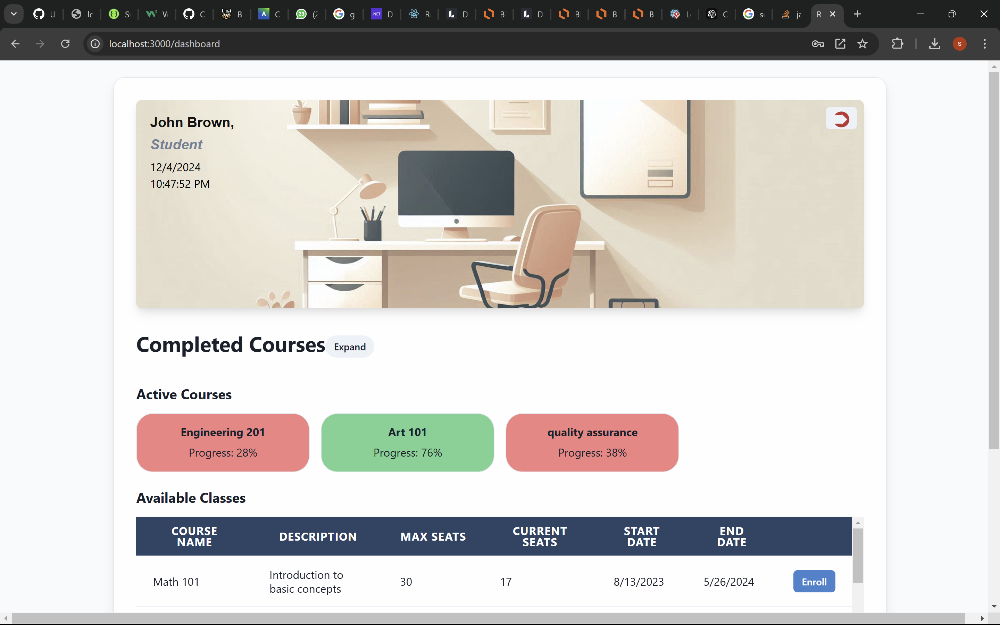 U
Ic
S
W
C
B
C
23
(2
g
.NET
D
R
D
B
D
B
B
B
L
C
s
ja
R
localhost:3000/dashboard
S
John Brown,
Student
12/4/2024
10:47:52 PM
Completed Courses
Expand
Active Courses
Engineering 201
Art 101
quality assurance
Progress: 28%
Progress: 76%
Progress: 38%
Available Classes
COURSE NAME DESCRIPTION MAX SEATS CURRENT SEATS START DATE END DATE
Math 101 Introduction to basic concepts 30 17 8/13/2023 5/26/2024 Enroll